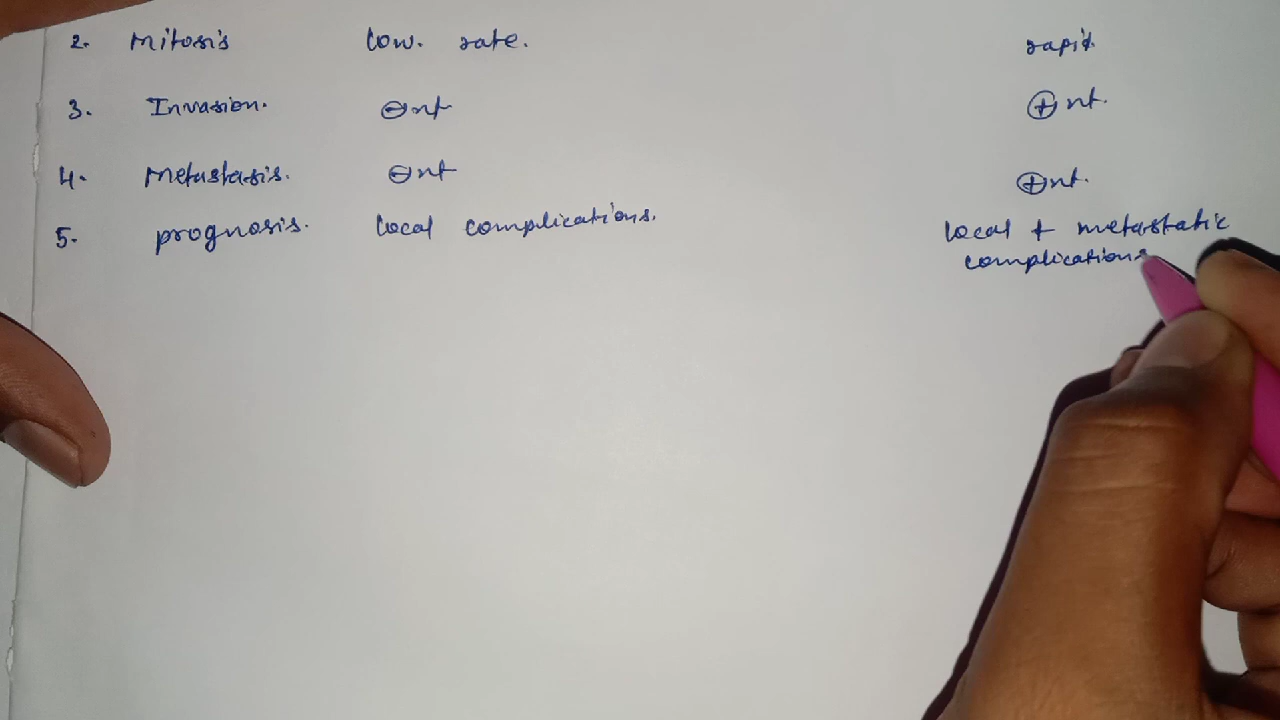 2. Mitosis low. rate. rapid.
3. Invasion. ⊖nt ⊕nt.
4. Metastasis. ⊖nt ⊕nt.
5. prognosis. local complications. local + metastatic
complications